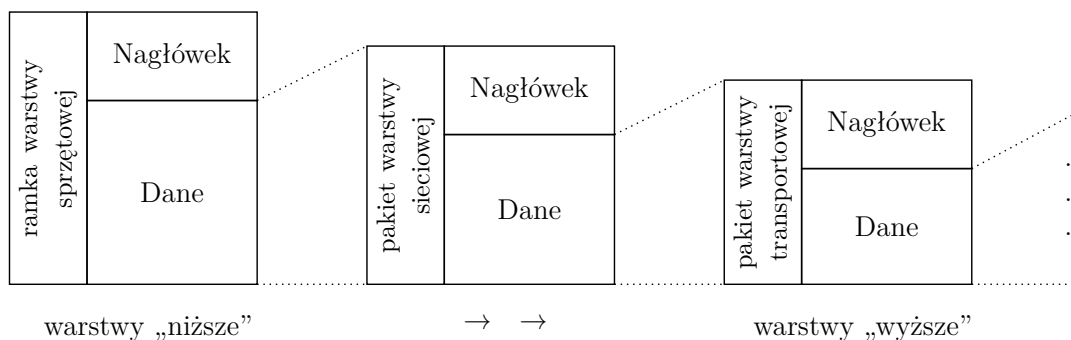 ramka warstwy
sprzętowej
Nagłówek
Dane
pakiet warstwy
sieciowej
Nagłówek
Dane
pakiet warstwy
transportowej
Nagłówek
Dane
.
.
.
warstwy „niższe”
→ →
warstwy „wyższe”